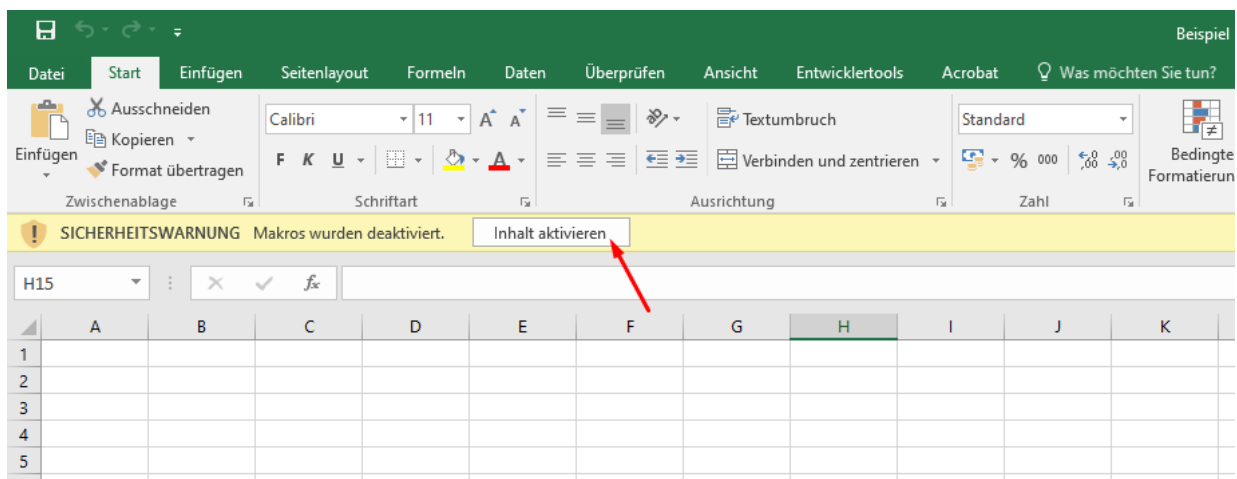 Beispiel
Datei Start Einfügen Seitenlayout Formeln Daten Überprüfen Ansicht Entwicklertools Acrobat Was möchten Sie tun?
Einfügen
Ausschneiden
Kopieren
Format übertragen
Zwischenablage
Calibri 11 A A
F K U A
Schriftart
Textumbruch
Verbinden und zentrieren
Ausrichtung
Standard
% 000 ,00 ,0
Zahl
Bedingte
Formatierun
SICHERHEITSWARNUNG Makros wurden deaktiviert. Inhalt aktivieren
H15 fx
A B C D E F G H I J K
1
2
3
4
5